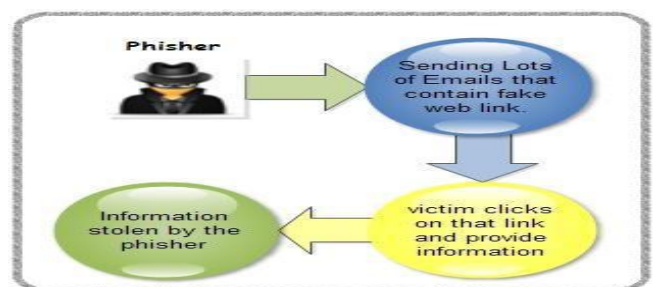 Phisher
Sending Lots
of Emails that
contain fake
web link.
victim clicks
on that link
and provide
information
Information
stolen by the
phisher